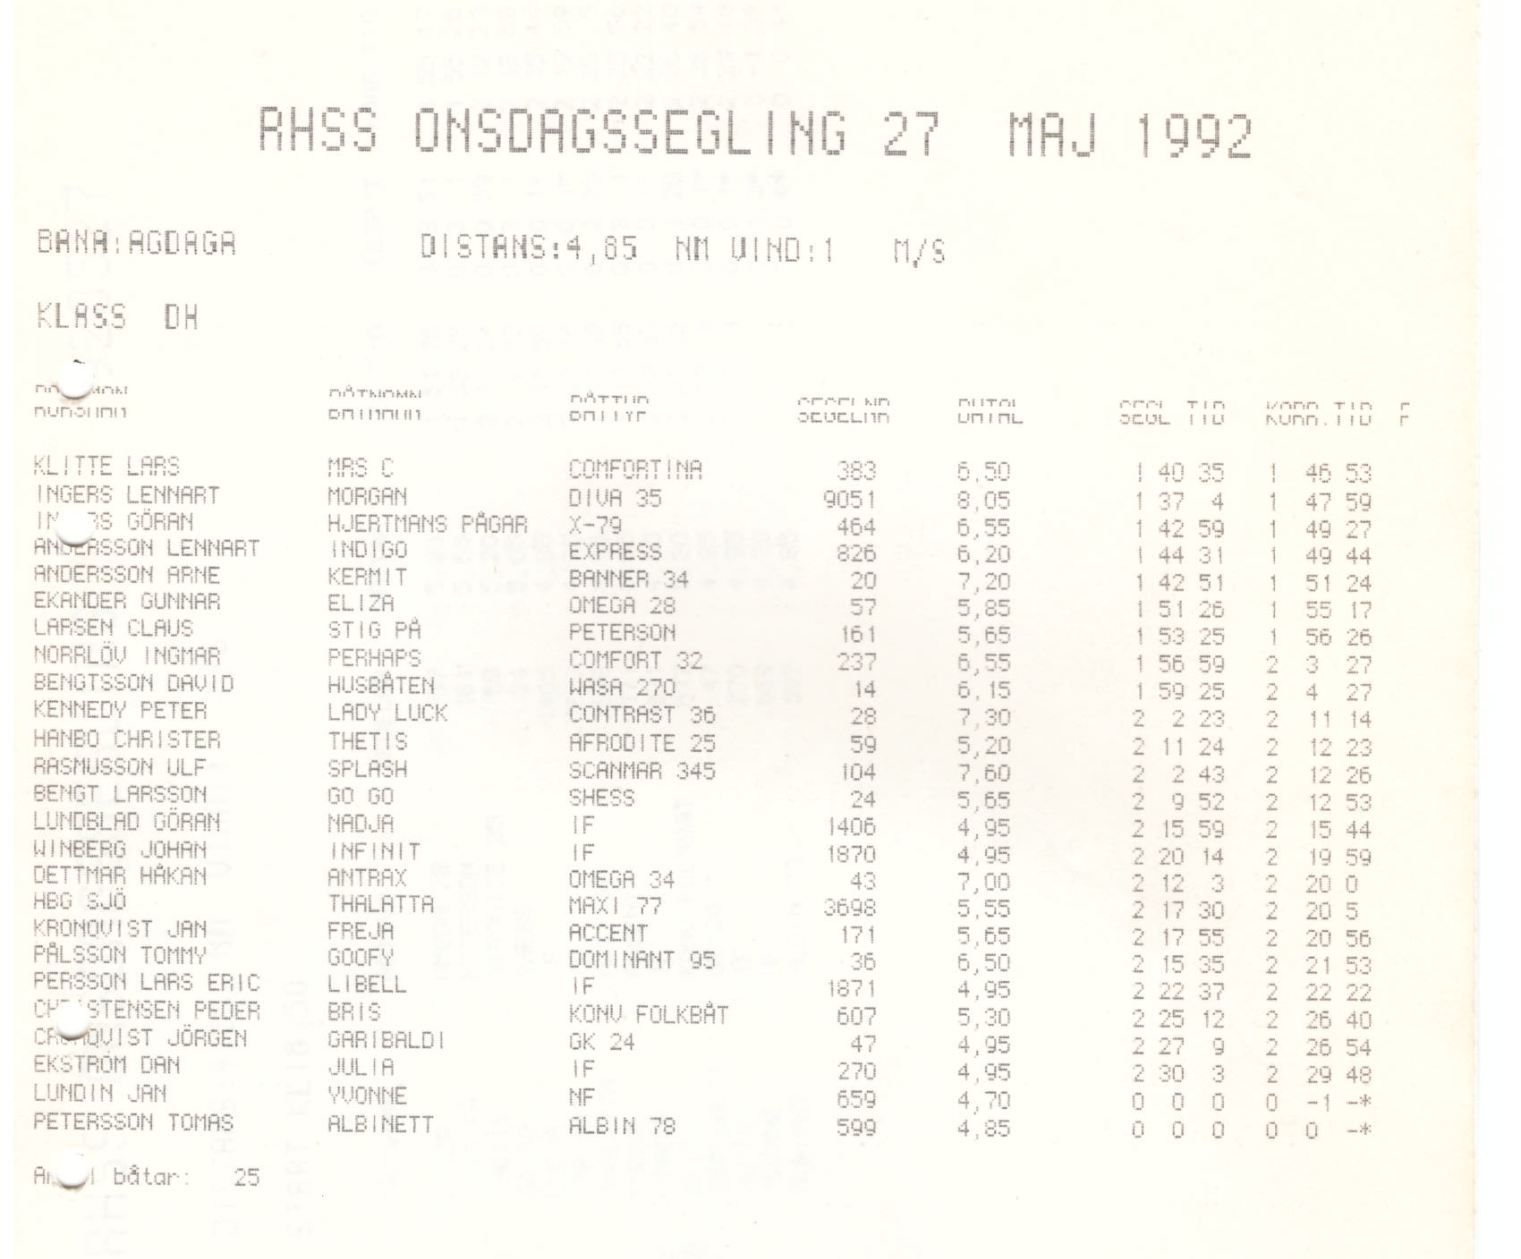 RHSS ONSDAGSSEGLING 27 MAJ 1992
BANA:AGDAGA DISTANS:4,85 NM VIND:1 M/S
KLASS DH
BÅTNAMN BÅTTYP SEGELNR DHTAL SEGL TID KORR.TID
KLITTE LARS MRS C COMFORTINA 383 6,50 1 40 35 1 46 53
INGERS LENNART MORGAN DIVA 35 9051 8,05 1 37 4 1 47 59
INGERS GÖRAN HJERTMANS PÅGAR X-79 464 6,55 1 42 59 1 49 27
ANDERSSON LENNART INDIGO EXPRESS 826 6,20 1 44 31 1 49 44
ANDERSSON ARNE KERMIT BANNER 34 20 7,20 1 42 51 1 51 24
EKANDER GUNNAR ELIZA OMEGA 28 57 5,85 1 51 26 1 55 17
LARSEN CLAUS STIG PÅ PETERSON 161 5,65 1 53 25 1 56 26
NORRLÖV INGMAR PERHAPS COMFORT 32 237 6,55 1 56 59 2 3 27
BENGTSSON DAVID HUSBÅTEN WASA 270 14 6,15 1 59 25 2 4 27
KENNEDY PETER LADY LUCK CONTRAST 36 28 7,30 2 2 23 2 11 14
HANBO CHRISTER THETIS AFRODITE 25 59 5,20 2 11 24 2 12 23
RASMUSSON ULF SPLASH SCANMAR 345 104 7,60 2 2 43 2 12 26
BENGT LARSSON GO GO SHESS 24 5,65 2 9 52 2 12 53
LUNDBLAD GÖRAN NADJA IF 1406 4,95 2 15 59 2 15 44
WINBERG JOHAN INFINIT IF 1870 4,95 2 20 14 2 19 59
DETTMAR HÅKAN ANTRAX OMEGA 34 43 7,00 2 12 3 2 20 0
HBG SJÖ THALATTA MAXI 77 3698 5,55 2 17 30 2 20 5
KRONQVIST JAN FREJA ACCENT 171 5,65 2 17 55 2 20 56
PÅLSSON TOMMY GOOFY DOMINANT 95 36 6,50 2 15 35 2 21 53
PERSSON LARS ERIC LIBELL IF 1871 4,95 2 22 37 2 22 22
CHRISTENSEN PEDER BRIS KONV FOLKBÅT 607 5,30 2 25 12 2 26 40
CRONQVIST JÖRGEN GARIBALDI GK 24 47 4,95 2 27 9 2 26 54
EKSTRÖM DAN JULIA IF 270 4,95 2 30 3 2 29 48
LUNDIN JAN YVONNE NF 659 4,70 0 0 0 0 -1 -*
PETERSSON TOMAS ALBINETT ALBIN 78 599 4,85 0 0 0 0 0 -*
Antal båtar: 25